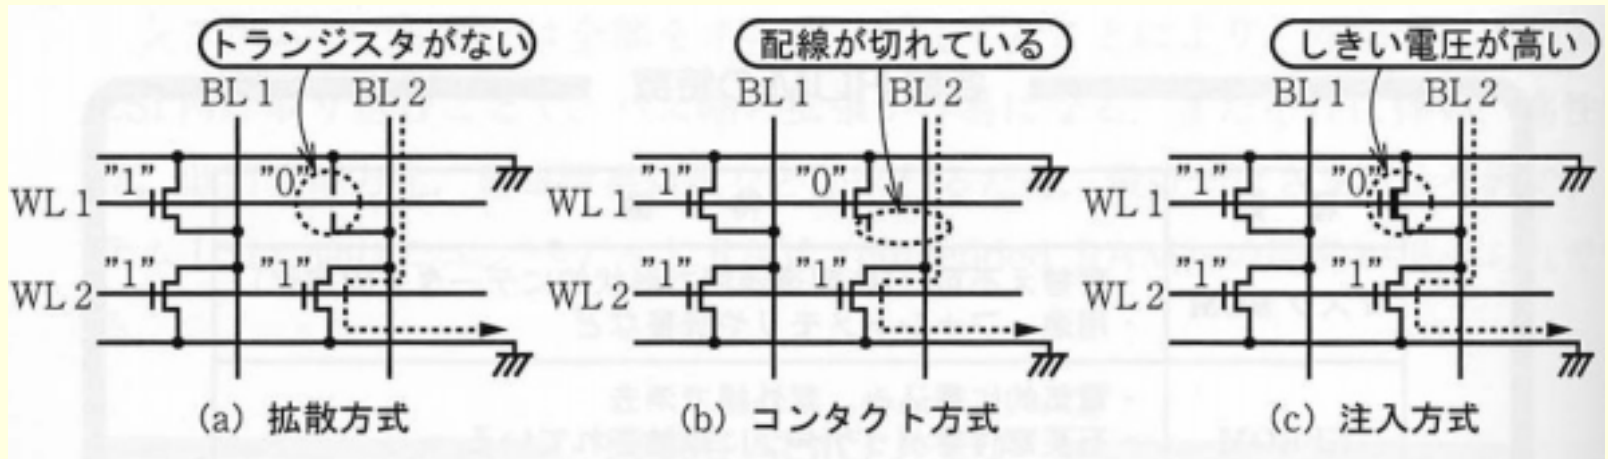 トランジスタがない
BL 1 BL 2
"1" "0"
WL 1
"1" "1"
WL 2
(a) 拡散方式
配線が切れている
BL 1 BL 2
"1" "0"
WL 1
"1" "1"
WL 2
(b) コンタクト方式
しきい電圧が高い
BL 1 BL 2
"1" "0"
WL 1
"1" "1"
WL 2
(c) 注入方式